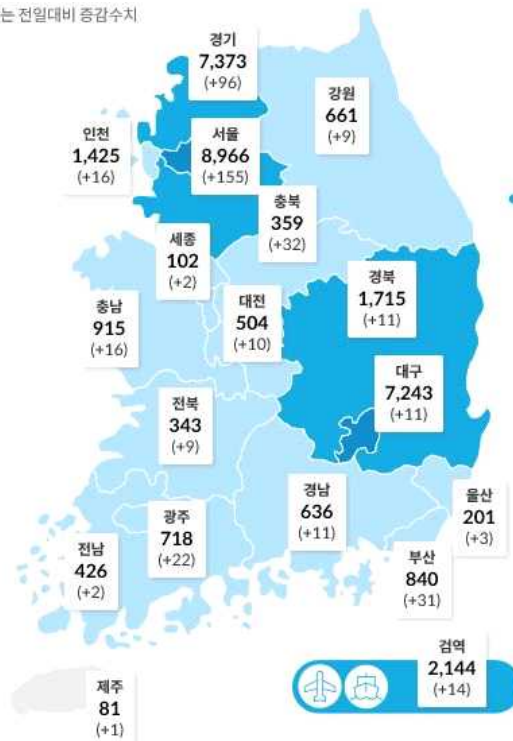 는 전일대비 증감수치
경기
7,373
(+96)
강원
661
(+9)
인천
1,425
(+16)
서울
8,966
(+155)
충북
359
(+32)
세종
102
(+2)
경북
1,715
(+11)
충남
915
(+16)
대전
504
(+10)
대구
7,243
(+11)
전북
343
(+9)
경남
636
(+11)
울산
201
(+3)
광주
718
(+22)
전남
426
(+2)
부산
840
(+31)
검역
2,144
(+14)
제주
81
(+1)